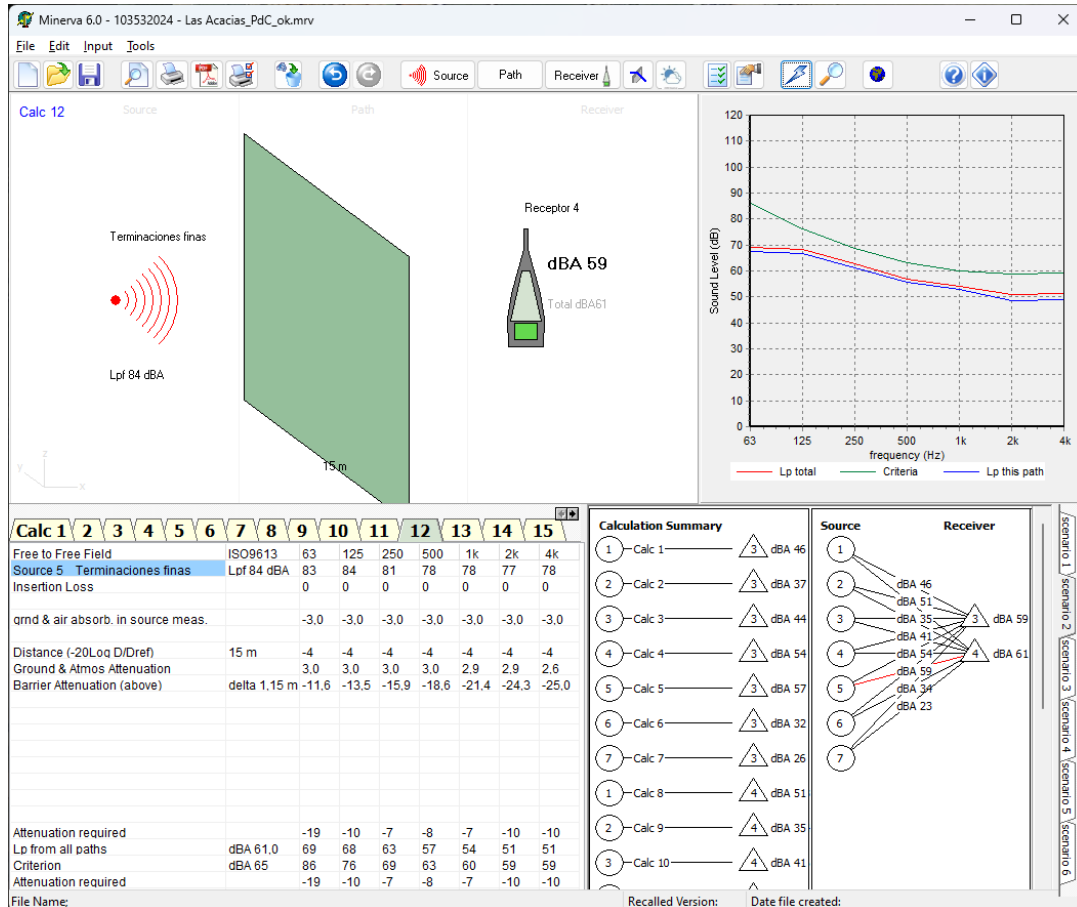 Minerva 6.0 - 103532024 - Las Acacias_PdC_ok.mrv
File Edit Input Tools
Source Path Receiver
Calc 12
Source Path Receiver
Terminaciones finas
Lpf 84 dBA
15 m
z
y
x
Receptor 4
dBA 59
Total dBA61
120
110
100
90
80
70
60
50
40
30
20
10
0
Sound Level (dB)
63 125 250 500 1k 2k 4k
frequency (Hz)
Lp total Criteria Lp this path
Calc 1 2 3 4 5 6 7 8 9 10 11 12 13 14 15
Free to Free Field ISO9613 63 125 250 500 1k 2k 4k
Source 5 Terminaciones finas Lpf 84 dBA 83 84 81 78 78 77 78
Insertion Loss 0 0 0 0 0 0 0
grnd & air absorb. in source meas. -3,0 -3,0 -3,0 -3,0 -3,0 -3,0 -3,0
Distance (-20Log D/Dref) 15 m -4 -4 -4 -4 -4 -4 -4
Ground & Atmos Attenuation 3,0 3,0 3,0 3,0 2,9 2,9 2,6
Barrier Attenuation (above) delta 1,15 m -11,6 -13,5 -15,9 -18,6 -21,4 -24,3 -25,0
Attenuation required -19 -10 -7 -8 -7 -10 -10
Lp from all paths dBA 61,0 69 68 63 57 54 51 51
Criterion dBA 65 86 76 69 63 60 59 59
Attenuation required -19 -10 -7 -8 -7 -10 -10
Calculation Summary
1 Calc 1 3 dBA 46
2 Calc 2 3 dBA 37
3 Calc 3 3 dBA 44
4 Calc 4 3 dBA 54
5 Calc 5 3 dBA 57
6 Calc 6 3 dBA 32
7 Calc 7 3 dBA 26
1 Calc 8 4 dBA 51
2 Calc 9 4 dBA 35
3 Calc 10 4 dBA 41
Source Receiver
1
2
3
4
5
6
7
dBA 46
dBA 51
dBA 35
dBA 41
dBA 54
dBA 59
dBA 34
dBA 23
3 dBA 59
4 dBA 61
scenario 1
scenario 2
scenario 3
scenario 4
scenario 5
scenario 6
File Name; Recalled Version: Date file created: